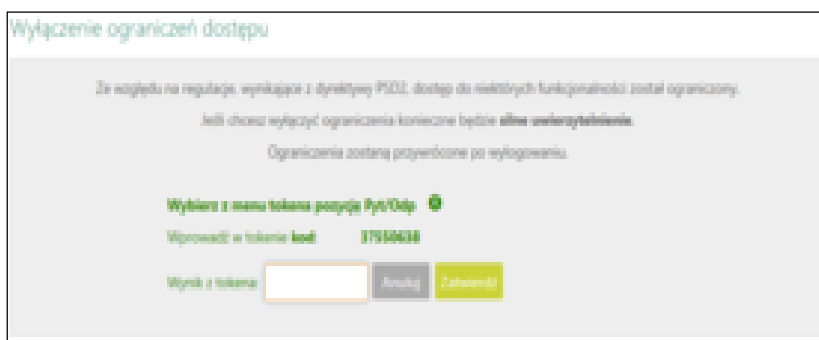 Wyłączenie ograniczeń dostępu
Ze względu na regulacje, wynikające z dyrektywy PSD2, dostęp do niektórych funkcjonalności został ograniczony.
Jeśli chcesz wyłączyć ograniczenia konieczne będzie silne uwierzytelnienie.
Ograniczenia zostaną przywrócone po wylogowaniu.
Wybierz z menu tokena pozycję Pyt/Odp
Wprowadź w tokenie kod 37550638
Wynik z tokena Anuluj Zatwierdź